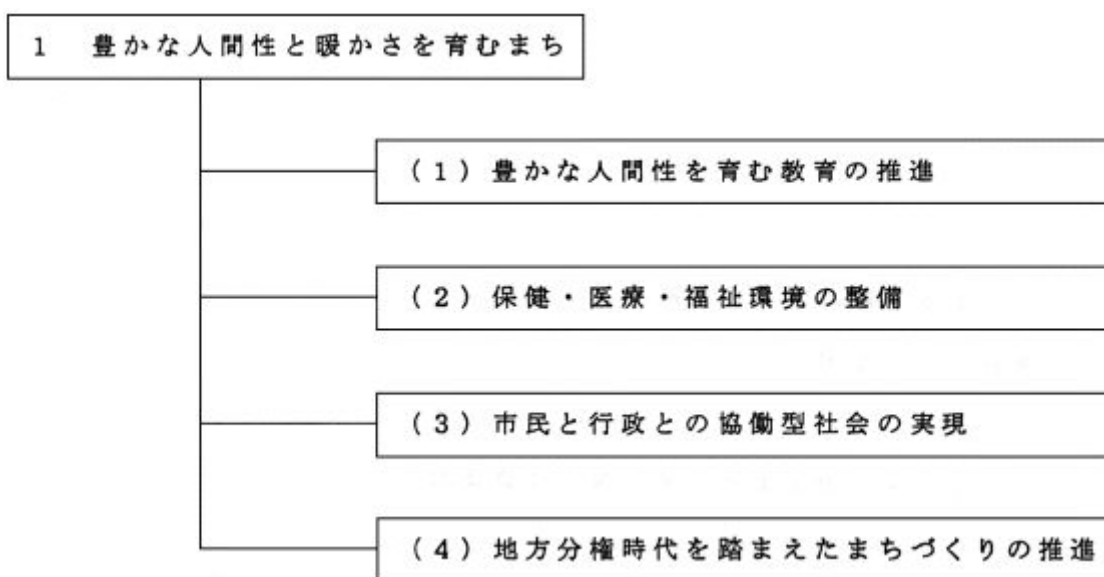 1　豊かな人間性と暖かさを育むまち
(1)豊かな人間性を育む教育の推進
(2)保健・医療・福祉環境の整備
(3)市民と行政との協働型社会の実現
(4)地方分権時代を踏まえたまちづくりの推進